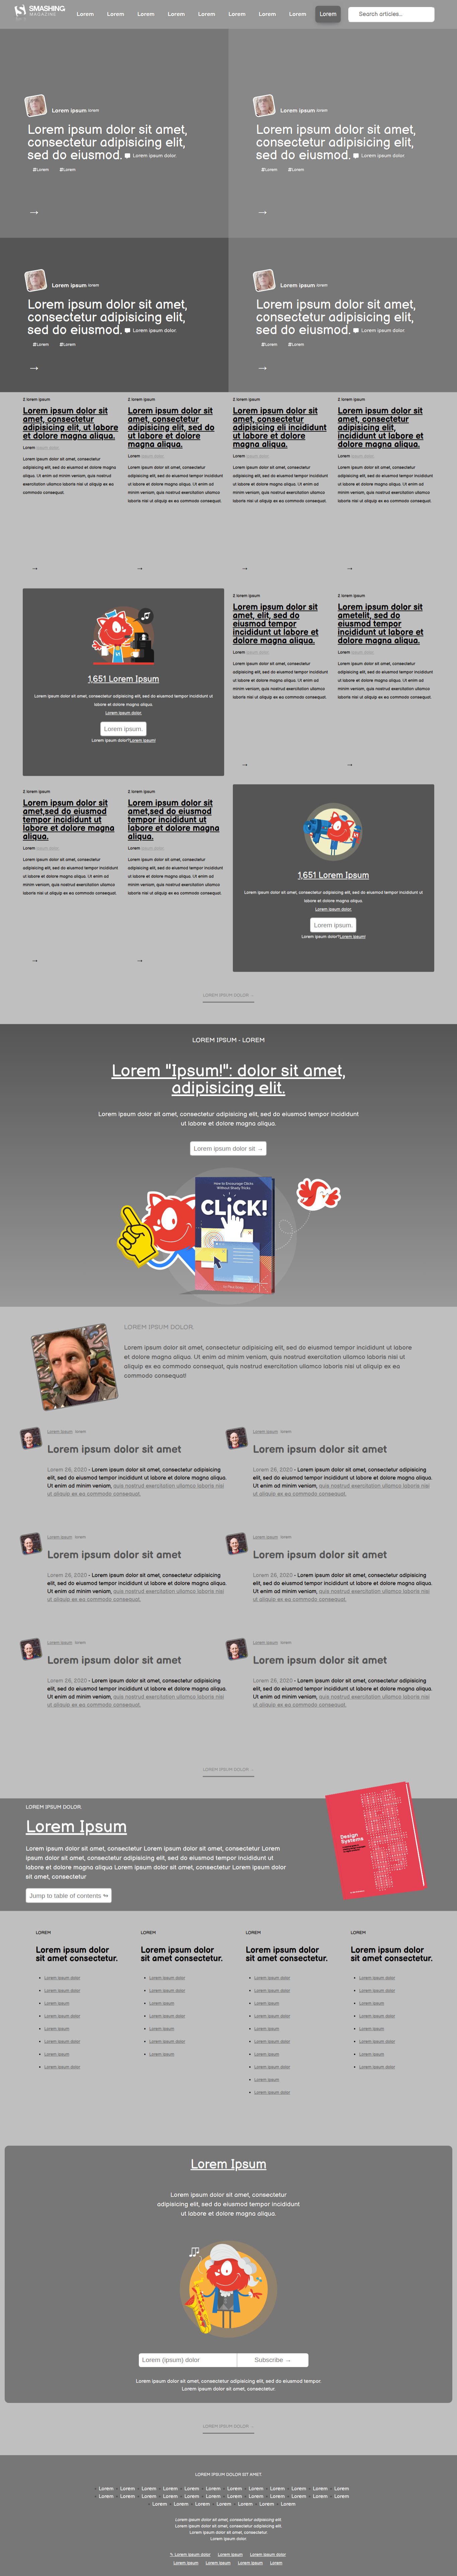 SMASHING
MAGAZINE
Lorem Lorem Lorem Lorem Lorem Lorem Lorem Lorem Lorem Search articles...
Lorem ipsum lorem
Lorem ipsum dolor sit amet,
consectetur adipisicing elit,
sed do eiusmod. Lorem ipsum dolor.
#Lorem #Lorem
→
Lorem ipsum lorem
Lorem ipsum dolor sit amet,
consectetur adipisicing elit,
sed do eiusmod. Lorem ipsum dolor.
#Lorem #Lorem
→
Lorem ipsum lorem
Lorem ipsum dolor sit amet,
consectetur adipisicing elit,
sed do eiusmod. Lorem ipsum dolor.
#Lorem #Lorem
→
Lorem ipsum lorem
Lorem ipsum dolor sit amet,
consectetur adipisicing elit,
sed do eiusmod. Lorem ipsum dolor.
#Lorem #Lorem
→
2 lorem ipsum
Lorem ipsum dolor sit
amet, consectetur
adipisicing elit, ut labore
et dolore magna aliqua.
Lorem ipsum dolor.
Lorem ipsum dolor sit amet, consectetur
adipisicing elit, sed do eiusmod et dolore magna
aliqua. Ut enim ad minim veniam, quis nostrud
exercitation ullamco laboris nisi ut aliquip ex ea
commodo consequat.
→
2 lorem ipsum
Lorem ipsum dolor sit
amet, consectetur
adipisicing elit, sed do
ut labore et dolore
magna aliqua.
Lorem ipsum dolor.
Lorem ipsum dolor sit amet, consectetur
adipisicing elit, sed do eiusmod tempor incididunt
ut labore et dolore magna aliqua. Ut enim ad
minim veniam, quis nostrud exercitation ullamco
laboris nisi ut aliquip ex ea commodo consequat.
→
2 lorem ipsum
Lorem ipsum dolor sit
amet, consectetur
adipisicing eli incididunt
ut labore et dolore
magna aliqua.
Lorem ipsum dolor.
Lorem ipsum dolor sit amet, consectetur
adipisicing elit, sed do eiusmod tempor incididunt
ut labore et dolore magna aliqua. Ut enim ad
minim veniam, quis nostrud exercitation ullamco
laboris nisi ut aliquip ex ea commodo consequat.
→
2 lorem ipsum
Lorem ipsum dolor sit
amet, consectetur
adipisicing elit,
incididunt ut labore et
dolore magna aliqua.
Lorem ipsum dolor.
Lorem ipsum dolor sit amet, consectetur
adipisicing elit, sed do eiusmod tempor incididunt
ut labore et dolore magna aliqua. Ut enim ad
minim veniam, quis nostrud exercitation ullamco
laboris nisi ut aliquip ex ea commodo consequat.
→
1,651 Lorem Ipsum
Lorem ipsum dolor sit amet, consectetur adipisicing elit, sed do eiusmod tempor incididunt ut
labore et dolore magna aliqua.
Lorem ipsum dolor.
Lorem ipsum.
Lorem ipsum dolor?Lorem ipsum!
2 lorem ipsum
Lorem ipsum dolor sit
amet, elit, sed do
eiusmod tempor
incididunt ut labore et
dolore magna aliqua.
Lorem ipsum dolor.
Lorem ipsum dolor sit amet, consectetur
adipisicing elit, sed do eiusmod tempor incididunt
ut labore et dolore magna aliqua. Ut enim ad
minim veniam, quis nostrud exercitation ullamco
laboris nisi ut aliquip ex ea commodo consequat.
→
2 lorem ipsum
Lorem ipsum dolor sit
ametelit, sed do
eiusmod tempor
incididunt ut labore et
dolore magna aliqua.
Lorem ipsum dolor.
Lorem ipsum dolor sit amet, consectetur
adipisicing elit, sed do eiusmod tempor incididunt
ut labore et dolore magna aliqua. Ut enim ad
minim veniam, quis nostrud exercitation ullamco
laboris nisi ut aliquip ex ea commodo consequat.
→
2 lorem ipsum
Lorem ipsum dolor sit
amet,sed do eiusmod
tempor incididunt ut
labore et dolore magna
aliqua.
Lorem ipsum dolor.
Lorem ipsum dolor sit amet, consectetur
adipisicing elit, sed do eiusmod tempor incididunt
ut labore et dolore magna aliqua. Ut enim ad
minim veniam, quis nostrud exercitation ullamco
laboris nisi ut aliquip ex ea commodo consequat.
→
2 lorem ipsum
Lorem ipsum dolor sit
amet,sed do eiusmod
tempor incididunt ut
labore et dolore magna
aliqua.
Lorem ipsum dolor.
Lorem ipsum dolor sit amet, consectetur
adipisicing elit, sed do eiusmod tempor incididunt
ut labore et dolore magna aliqua. Ut enim ad
minim veniam, quis nostrud exercitation ullamco
laboris nisi ut aliquip ex ea commodo consequat.
→
1,651 Lorem Ipsum
Lorem ipsum dolor sit amet, consectetur adipisicing elit, sed do eiusmod tempor incididunt ut
labore et dolore magna aliqua.
Lorem ipsum dolor.
Lorem ipsum.
Lorem ipsum dolor?Lorem ipsum!
LOREM IPSUM DOLOR →
LOREM IPSUM - LOREM
Lorem "Ipsum!": dolor sit amet,
adipisicing elit.
Lorem ipsum dolor sit amet, consectetur adipisicing elit, sed do eiusmod tempor incididunt
ut labore et dolore magna aliqua.
Lorem ipsum dolor sit →
How to Encourage Clicks
Without Shady Tricks
CLiCK!
LOREM IPSUM DOLOR.
Lorem ipsum dolor sit amet, consectetur adipisicing elit, sed do eiusmod tempor incididunt ut labore
et dolore magna aliqua. Ut enim ad minim veniam, quis nostrud exercitation ullamco laboris nisi ut
aliquip ex ea commodo consequat, quis nostrud exercitation ullamco laboris nisi ut aliquip ex ea
commodo consequat!
Lorem ipsum lorem
Lorem ipsum dolor sit amet
Lorem 26, 2020 - Lorem ipsum dolor sit amet, consectetur adipisicing
elit, sed do eiusmod tempor incididunt ut labore et dolore magna aliqua.
Ut enim ad minim veniam, quis nostrud exercitation ullamco laboris nisi
ut aliquip ex ea commodo consequat.
Lorem ipsum lorem
Lorem ipsum dolor sit amet
Lorem 26, 2020 - Lorem ipsum dolor sit amet, consectetur adipisicing
elit, sed do eiusmod tempor incididunt ut labore et dolore magna aliqua.
Ut enim ad minim veniam, quis nostrud exercitation ullamco laboris nisi
ut aliquip ex ea commodo consequat.
Lorem ipsum lorem
Lorem ipsum dolor sit amet
Lorem 26, 2020 - Lorem ipsum dolor sit amet, consectetur adipisicing
elit, sed do eiusmod tempor incididunt ut labore et dolore magna aliqua.
Ut enim ad minim veniam, quis nostrud exercitation ullamco laboris nisi
ut aliquip ex ea commodo consequat.
Lorem ipsum lorem
Lorem ipsum dolor sit amet
Lorem 26, 2020 - Lorem ipsum dolor sit amet, consectetur adipisicing
elit, sed do eiusmod tempor incididunt ut labore et dolore magna aliqua.
Ut enim ad minim veniam, quis nostrud exercitation ullamco laboris nisi
ut aliquip ex ea commodo consequat.
Lorem ipsum lorem
Lorem ipsum dolor sit amet
Lorem 26, 2020 - Lorem ipsum dolor sit amet, consectetur adipisicing
elit, sed do eiusmod tempor incididunt ut labore et dolore magna aliqua.
Ut enim ad minim veniam, quis nostrud exercitation ullamco laboris nisi
ut aliquip ex ea commodo consequat.
Lorem ipsum lorem
Lorem ipsum dolor sit amet
Lorem 26, 2020 - Lorem ipsum dolor sit amet, consectetur adipisicing
elit, sed do eiusmod tempor incididunt ut labore et dolore magna aliqua.
Ut enim ad minim veniam, quis nostrud exercitation ullamco laboris nisi
ut aliquip ex ea commodo consequat.
LOREM IPSUM DOLOR →
LOREM IPSUM DOLOR.
Lorem Ipsum
Lorem ipsum dolor sit amet, consectetur Lorem ipsum dolor sit amet, consectetur Lorem
ipsum dolor sit amet, consectetur adipisicing elit, sed do eiusmod tempor incididunt ut
labore et dolore magna aliqua Lorem ipsum dolor sit amet, consectetur Lorem ipsum dolor
sit amet, consectetur
Jump to table of contents ↬
Design
Systems
LOREM
Lorem ipsum dolor
sit amet consectetur.
Lorem ipsum dolor
Lorem ipsum dolor
Lorem ipsum
Lorem ipsum dolor
Lorem ipsum
Lorem ipsum dolor
Lorem ipsum
Lorem ipsum dolor
LOREM
Lorem ipsum dolor
sit amet consectetur.
Lorem ipsum dolor
Lorem ipsum dolor
Lorem ipsum
Lorem ipsum dolor
Lorem ipsum
Lorem ipsum dolor
Lorem ipsum
LOREM
Lorem ipsum dolor
sit amet consectetur.
Lorem ipsum dolor
Lorem ipsum dolor
Lorem ipsum
Lorem ipsum dolor
Lorem ipsum
Lorem ipsum dolor
Lorem ipsum
Lorem ipsum dolor
Lorem ipsum
Lorem ipsum dolor
LOREM
Lorem ipsum dolor
sit amet consectetur.
Lorem ipsum dolor
Lorem ipsum dolor
Lorem ipsum
Lorem ipsum dolor
Lorem ipsum
Lorem ipsum dolor
Lorem ipsum
Lorem ipsum dolor
Lorem Ipsum
Lorem ipsum dolor sit amet, consectetur
adipisicing elit, sed do eiusmod tempor incididunt
ut labore et dolore magna aliqua.
Lorem (ipsum) dolor Subscribe →
Lorem ipsum dolor sit amet, consectetur adipisicing elit, sed do eiusmod tempor.
Lorem ipsum dolor sit amet, consectetur.
LOREM IPSUM DOLOR →
LOREM IPSUM DOLOR SIT AMET.
Lorem Lorem Lorem Lorem Lorem Lorem Lorem Lorem Lorem Lorem Lorem Lorem
Lorem Lorem Lorem Lorem Lorem Lorem Lorem Lorem Lorem Lorem Lorem Lorem
Lorem Lorem Lorem Lorem Lorem Lorem Lorem
Lorem ipsum dolor sit amet, consectetur adipisicing elit.
Lorem ipsum dolor sit amet, consectetur adipisicing elit.
Lorem ipsum dolor sit amet, consectetur.
Lorem ipsum dolor.
Lorem ipsum dolor Lorem ipsum Lorem ipsum dolor
Lorem ipsum Lorem ipsum Lorem ipsum Lorem